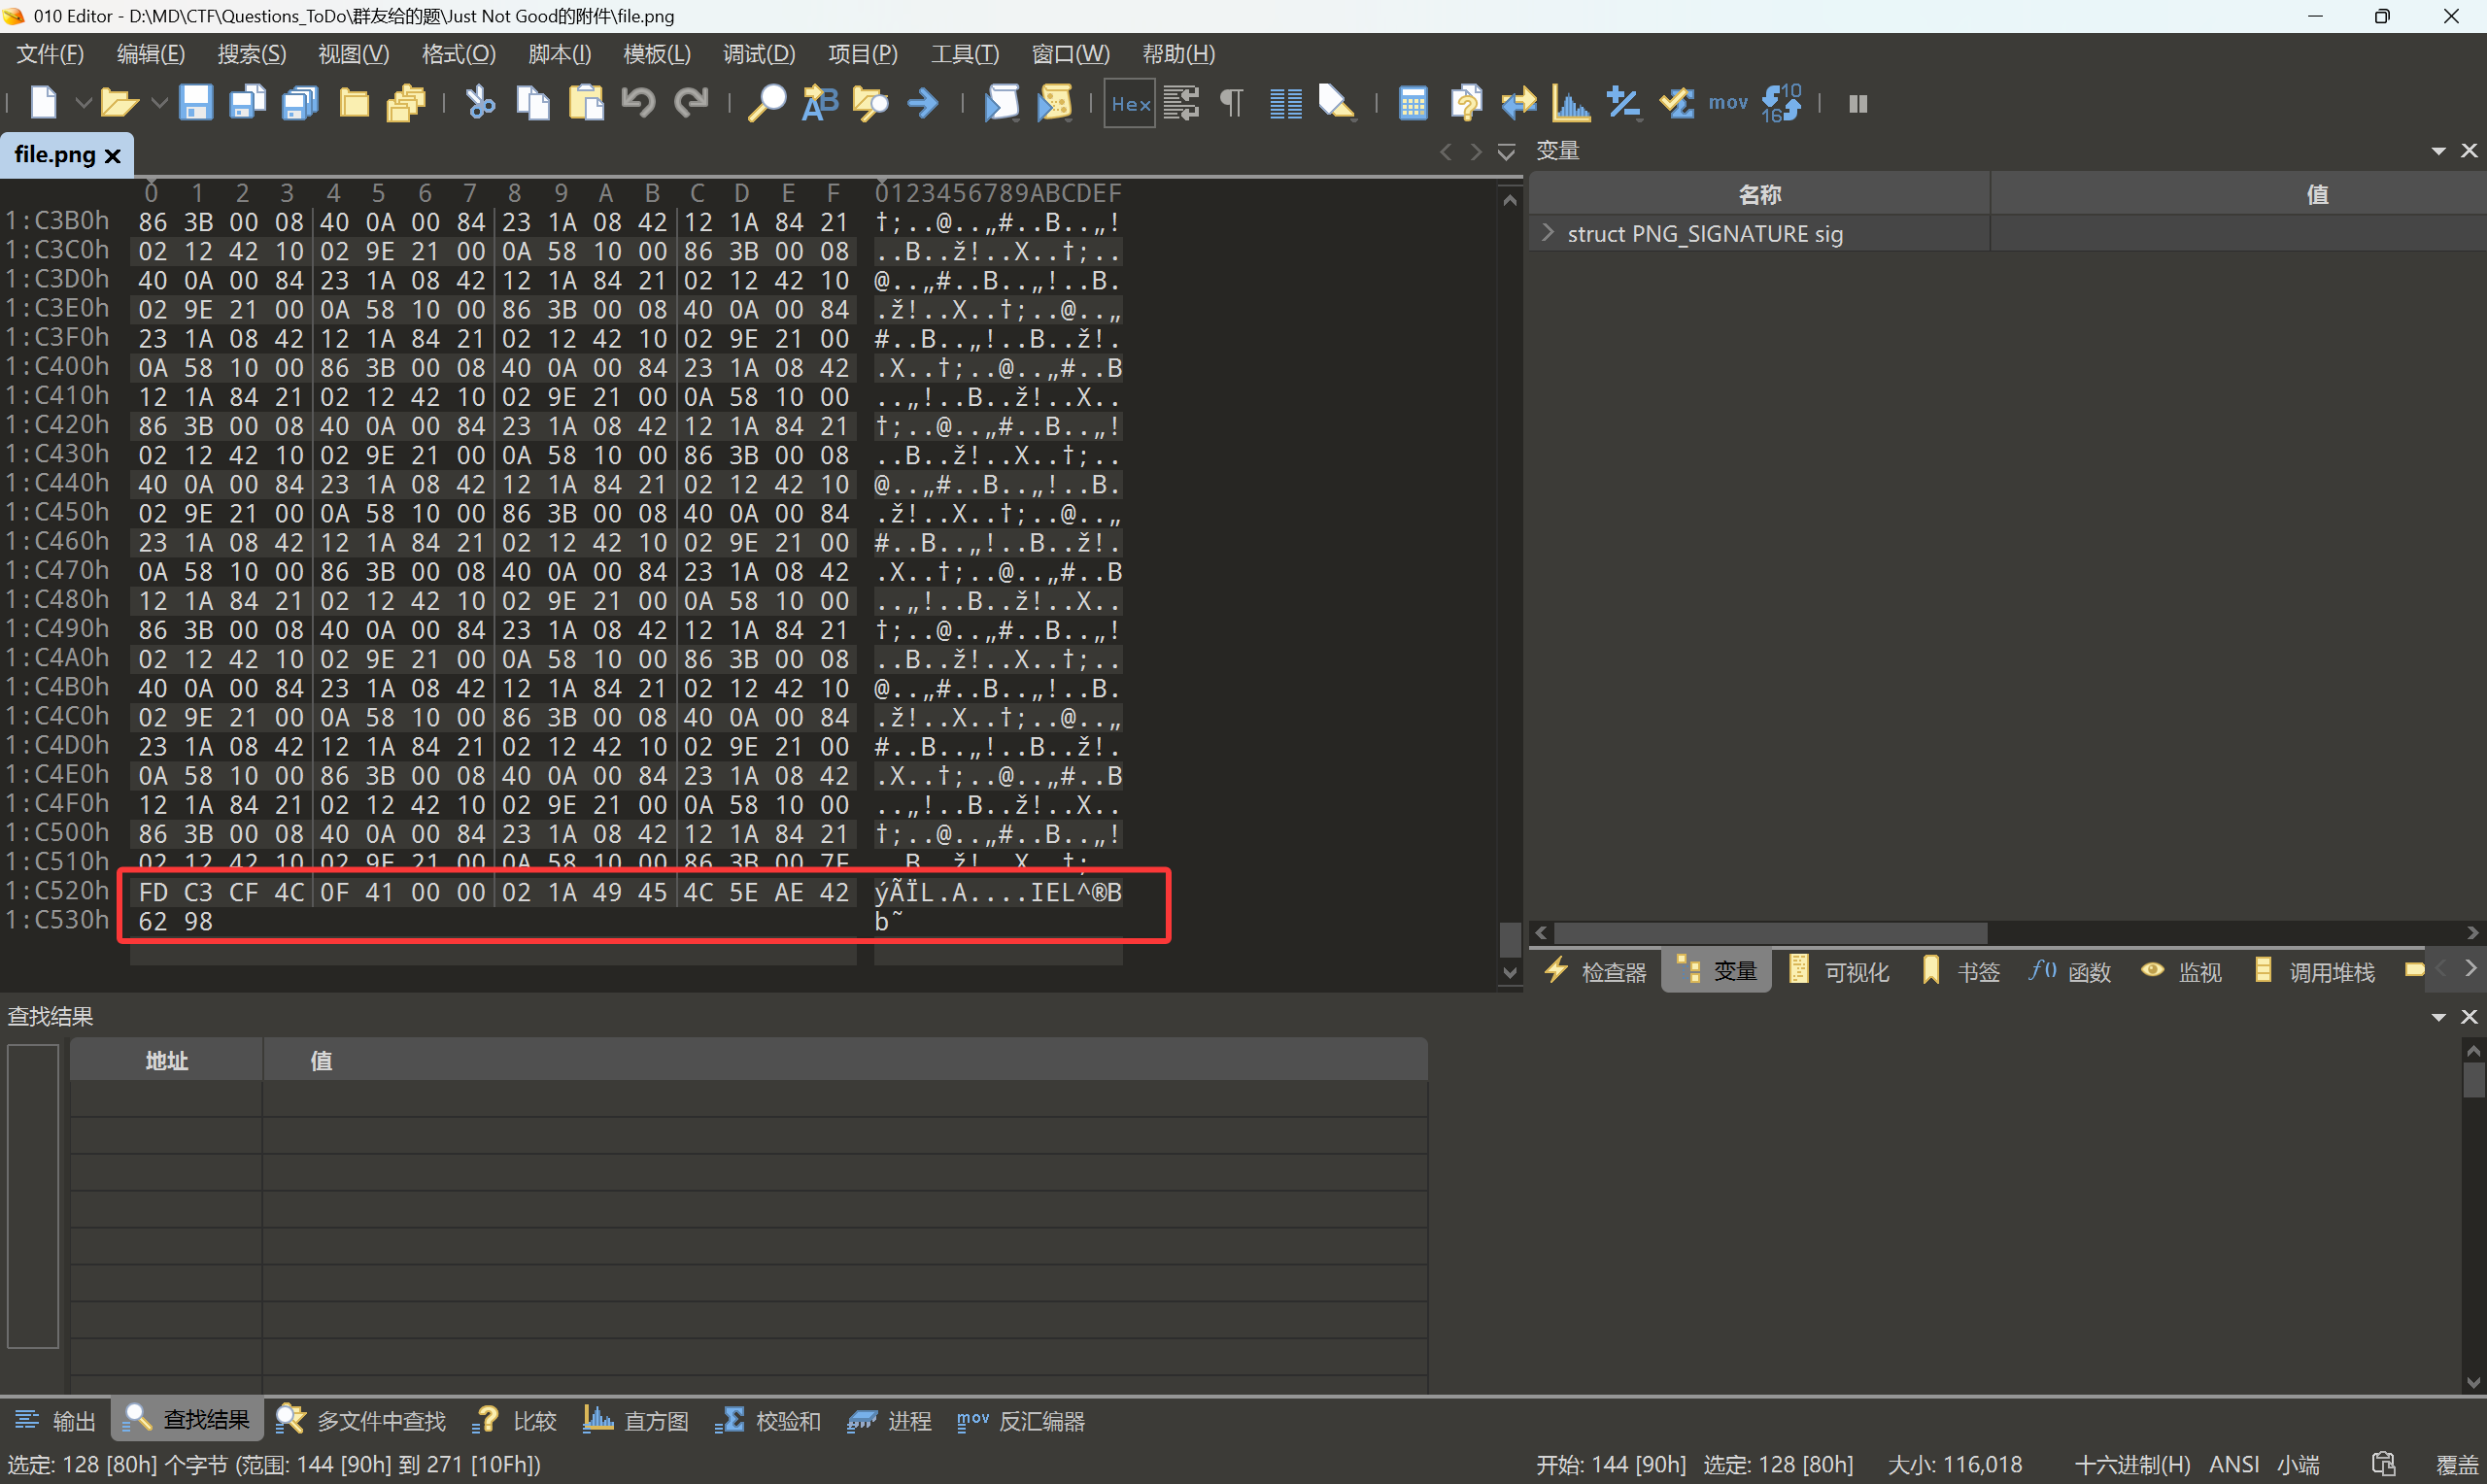 010 Editor - D:\MD\CTF\Questions_ToDo\群友给的题\Just Not Good的附件\file.png
文件(F) 编辑(E) 搜索(S) 视图(V) 格式(O) 脚本(I) 模板(L) 调试(D) 项目(P) 工具(T) 窗口(W) 帮助(H)
Hex mov 10 16
file.png
变量
0 1 2 3 4 5 6 7 8 9 A B C D E F 0123456789ABCDEF
名称 值
struct PNG_SIGNATURE sig
1:C3B0h 86 3B 00 08 40 0A 00 84 23 1A 08 42 12 1A 84 21 †;..@..„#..B..„!
1:C3C0h 02 12 42 10 02 9E 21 00 0A 58 10 00 86 3B 00 08 ..B..ž!..X..†;..
1:C3D0h 40 0A 00 84 23 1A 08 42 12 1A 84 21 02 12 42 10 @..„#..B..„!..B.
1:C3E0h 02 9E 21 00 0A 58 10 00 86 3B 00 08 40 0A 00 84 .ž!..X..†;..@..„
1:C3F0h 23 1A 08 42 12 1A 84 21 02 12 42 10 02 9E 21 00 #..B..„!..B..ž!.
1:C400h 0A 58 10 00 86 3B 00 08 40 0A 00 84 23 1A 08 42 .X..†;..@..„#..B
1:C410h 12 1A 84 21 02 12 42 10 02 9E 21 00 0A 58 10 00 ..„!..B..ž!..X..
1:C420h 86 3B 00 08 40 0A 00 84 23 1A 08 42 12 1A 84 21 †;..@..„#..B..„!
1:C430h 02 12 42 10 02 9E 21 00 0A 58 10 00 86 3B 00 08 ..B..ž!..X..†;..
1:C440h 40 0A 00 84 23 1A 08 42 12 1A 84 21 02 12 42 10 @..„#..B..„!..B.
1:C450h 02 9E 21 00 0A 58 10 00 86 3B 00 08 40 0A 00 84 .ž!..X..†;..@..„
1:C460h 23 1A 08 42 12 1A 84 21 02 12 42 10 02 9E 21 00 #..B..„!..B..ž!.
1:C470h 0A 58 10 00 86 3B 00 08 40 0A 00 84 23 1A 08 42 .X..†;..@..„#..B
1:C480h 12 1A 84 21 02 12 42 10 02 9E 21 00 0A 58 10 00 ..„!..B..ž!..X..
1:C490h 86 3B 00 08 40 0A 00 84 23 1A 08 42 12 1A 84 21 †;..@..„#..B..„!
1:C4A0h 02 12 42 10 02 9E 21 00 0A 58 10 00 86 3B 00 08 ..B..ž!..X..†;..
1:C4B0h 40 0A 00 84 23 1A 08 42 12 1A 84 21 02 12 42 10 @..„#..B..„!..B.
1:C4C0h 02 9E 21 00 0A 58 10 00 86 3B 00 08 40 0A 00 84 .ž!..X..†;..@..„
1:C4D0h 23 1A 08 42 12 1A 84 21 02 12 42 10 02 9E 21 00 #..B..„!..B..ž!.
1:C4E0h 0A 58 10 00 86 3B 00 08 40 0A 00 84 23 1A 08 42 .X..†;..@..„#..B
1:C4F0h 12 1A 84 21 02 12 42 10 02 9E 21 00 0A 58 10 00 ..„!..B..ž!..X..
1:C500h 86 3B 00 08 40 0A 00 84 23 1A 08 42 12 1A 84 21 †;..@..„#..B..„!
1:C510h 02 12 42 10 02 9E 21 00 0A 58 10 00 86 3B 00 ..B..ž!..X..†;.
1:C520h FD C3 CF 4C 0F 41 00 00 02 1A 49 45 4C 5E AE 42 ýÃÏL.A....IEL^®B
1:C530h 62 98 b˜
检查器 变量 可视化 书签 f() 函数 监视 调用堆栈
查找结果
地址 值
输出 查找结果 多文件中查找 比较 直方图 校验和 进程 mov 反汇编器
选定: 128 [80h] 个字节 (范围: 144 [90h] 到 271 [10Fh]) 开始: 144 [90h] 选定: 128 [80h] 大小: 116,018 十六进制(H) ANSI 小端 覆盖